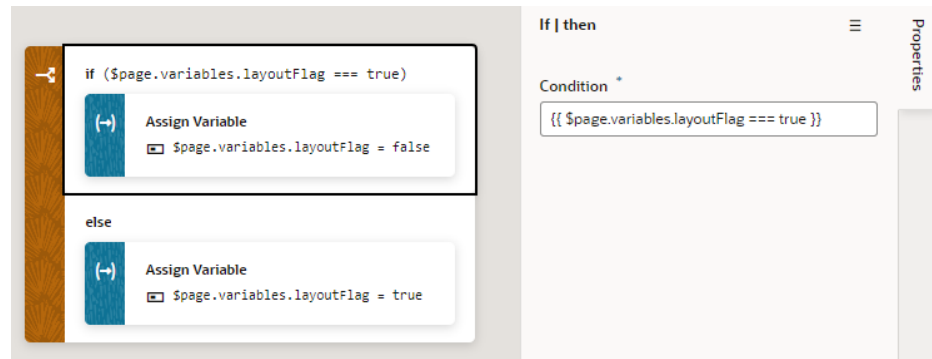 if ($page.variables.layoutFlag === true)
Assign Variable
$page.variables.layoutFlag = false
else
Assign Variable
$page.variables.layoutFlag = true
If | then
Condition *
{{ $page.variables.layoutFlag === true }}
Properties